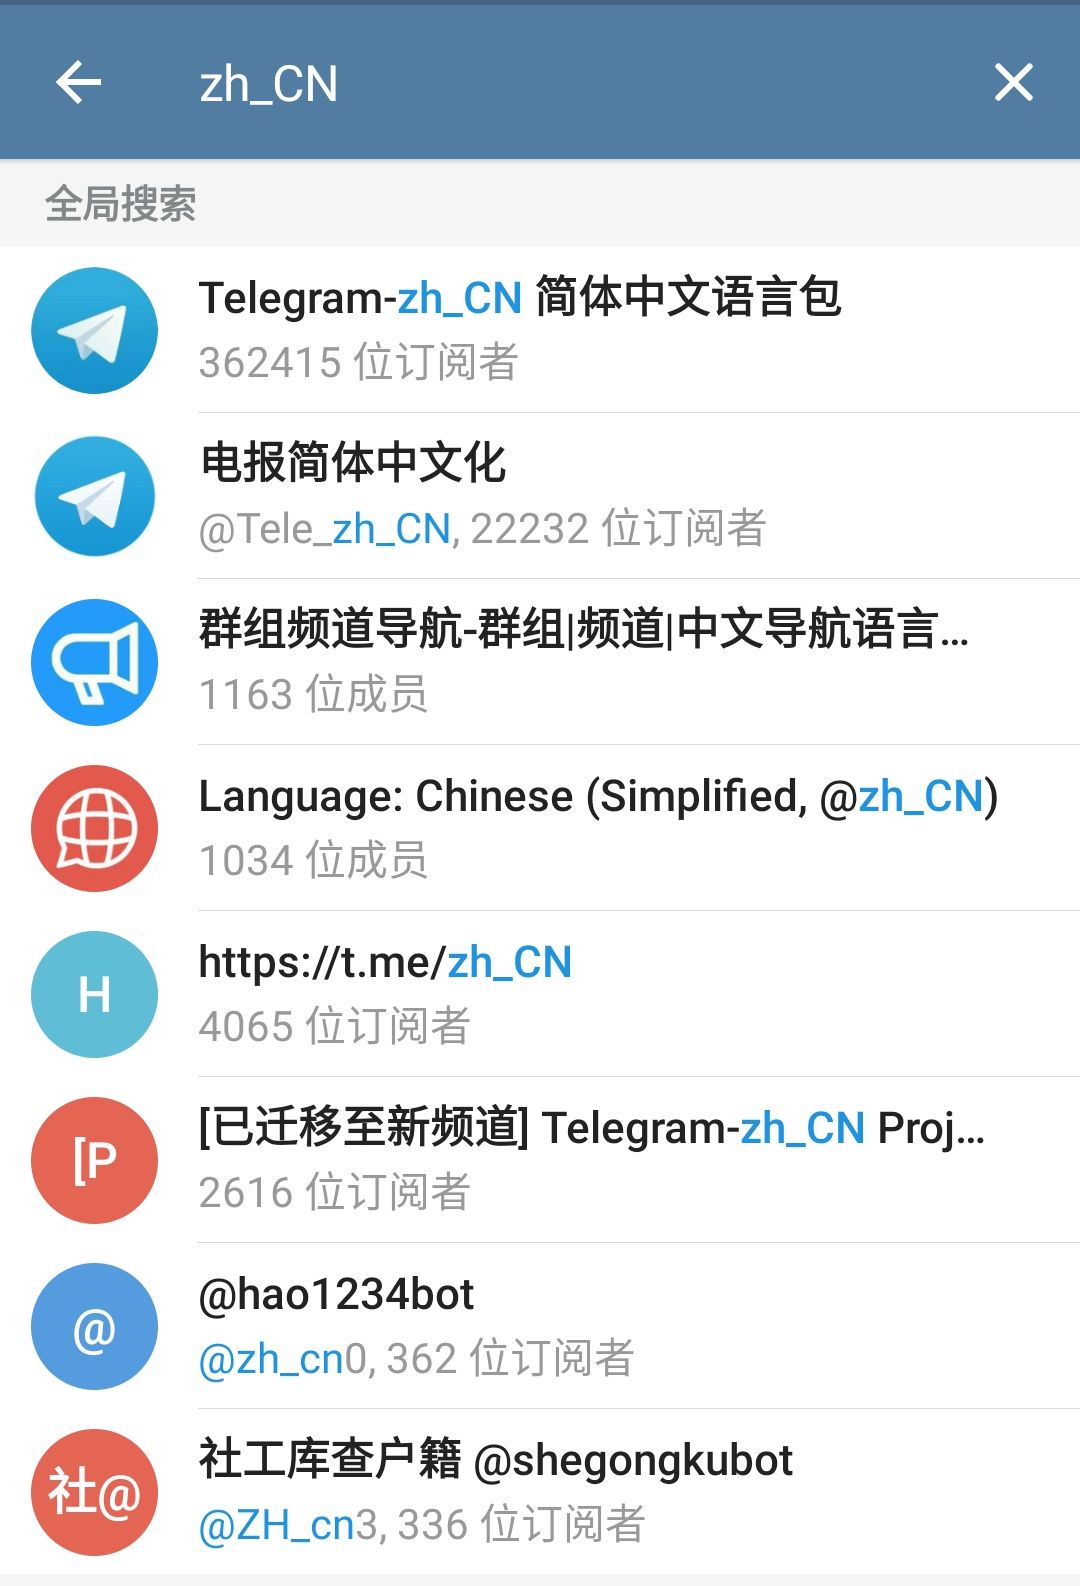 zh_CN
全局搜索
Telegram-zh_CN 简体中文语言包
362415 位订阅者
电报简体中文化
@Tele_zh_CN, 22232 位订阅者
群组频道导航-群组|频道|中文导航语言...
1163 位成员
Language: Chinese (Simplified, @zh_CN)
1034 位成员
H
https://t.me/zh_CN
4065 位订阅者
[P
[已迁移至新频道] Telegram-zh_CN Proj...
2616 位订阅者
@
@hao1234bot
@zh_cn0, 362 位订阅者
社@
社工库查户籍 @shegongkubot
@ZH_cn3, 336 位订阅者